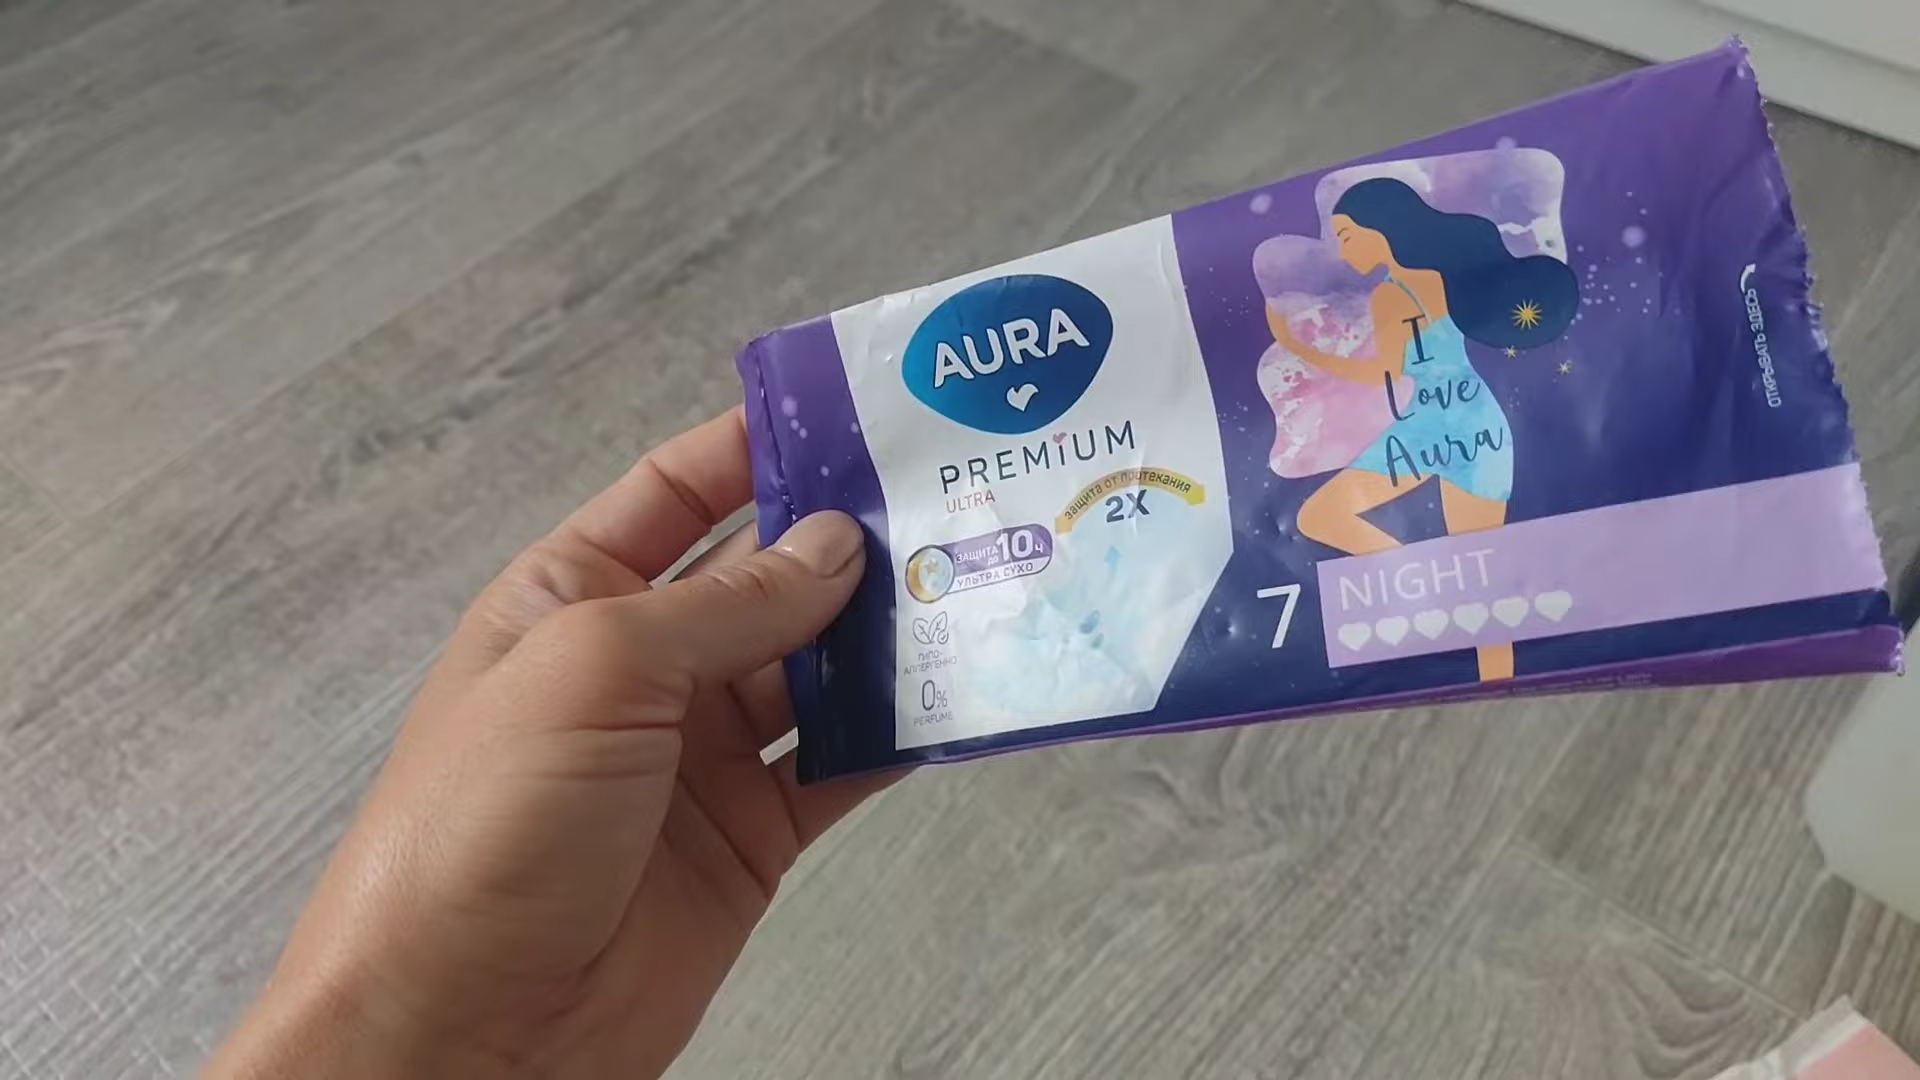 AURA
PREMIUM
ULTRA
защита от протекания
2X
ЗАЩИТА
до 10ч
УЛЬТРА СУХО
ГИПО-
АЛЛЕРГЕННО
0%
PERFUME
I
Love
Aura
7
NIGHT
ОТКРЫВАТЬ ЗДЕСЬ